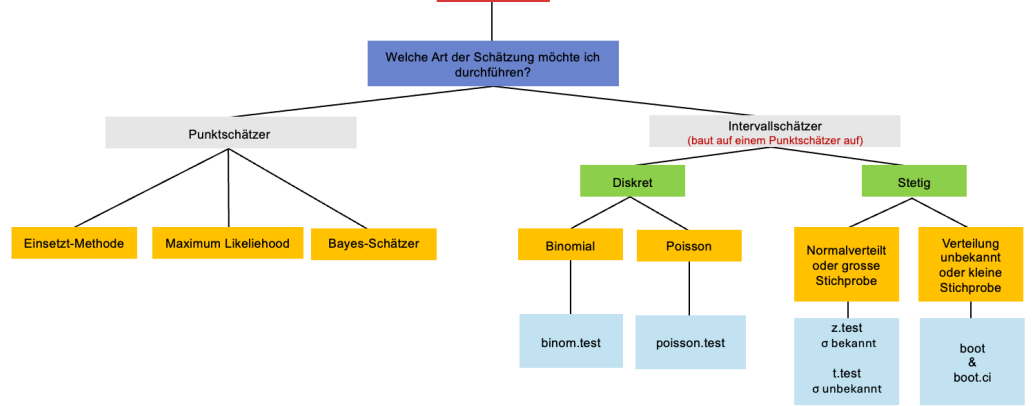 Welche Art der Schätzung möchte ich
durchführen?
Punktschätzer
Intervallschätzer
(baut auf einem Punktschätzer auf)
Diskret
Stetig
Einsetzt-Methode
Maximum Likeliehood
Bayes-Schätzer
Binomial
Poisson
Normalverteilt
oder grosse
Stichprobe
Verteilung
unbekannt
oder kleine
Stichprobe
binom.test
poisson.test
z.test
σ bekannt
t.test
σ unbekannt
boot
&
boot.ci